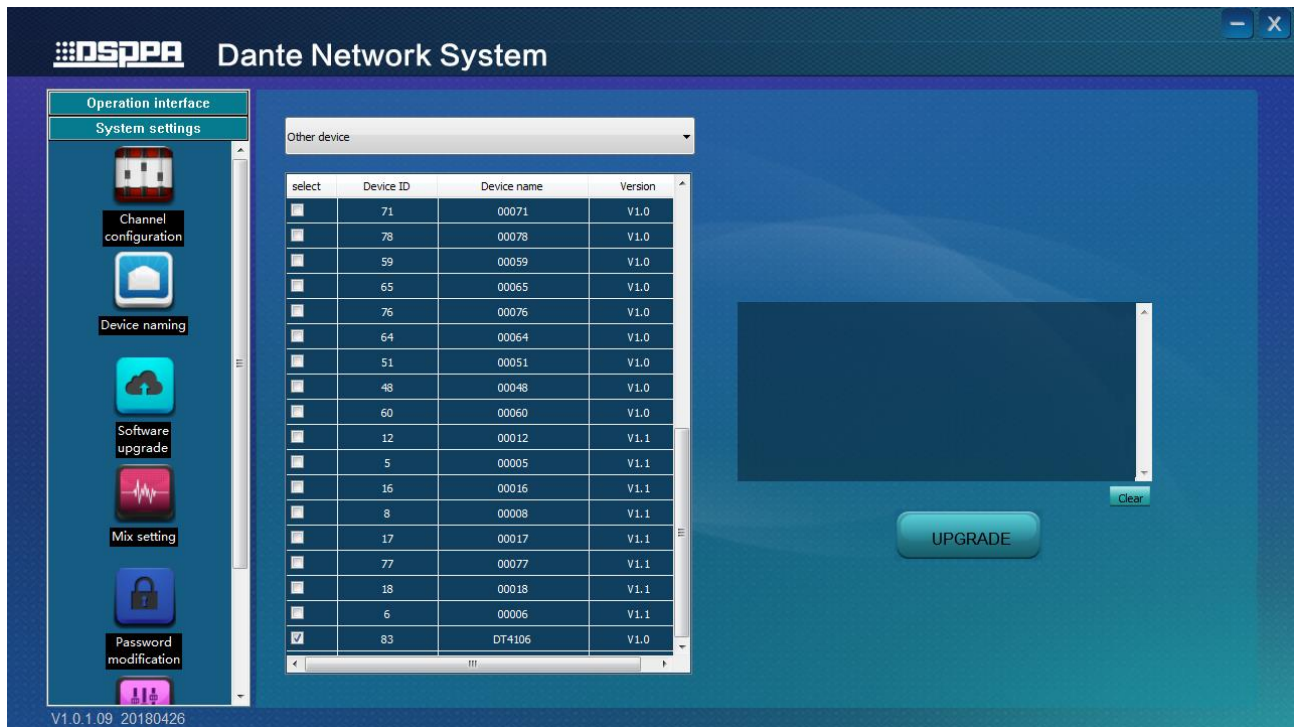 DSPPA Dante Network System
- X
Operation interface
System settings
Channel
configuration
Device naming
Software
upgrade
Mix setting
Password
modification
Other device
select Device ID Device name Version
71 00071 V1.0
78 00078 V1.0
59 00059 V1.0
65 00065 V1.0
76 00076 V1.0
64 00064 V1.0
51 00051 V1.0
48 00048 V1.0
60 00060 V1.0
12 00012 V1.1
5 00005 V1.1
16 00016 V1.1
8 00008 V1.1
17 00017 V1.1
77 00077 V1.1
18 00018 V1.1
6 00006 V1.1
83 DT4106 V1.0
Clear
UPGRADE
V1.0.1.09 20180426